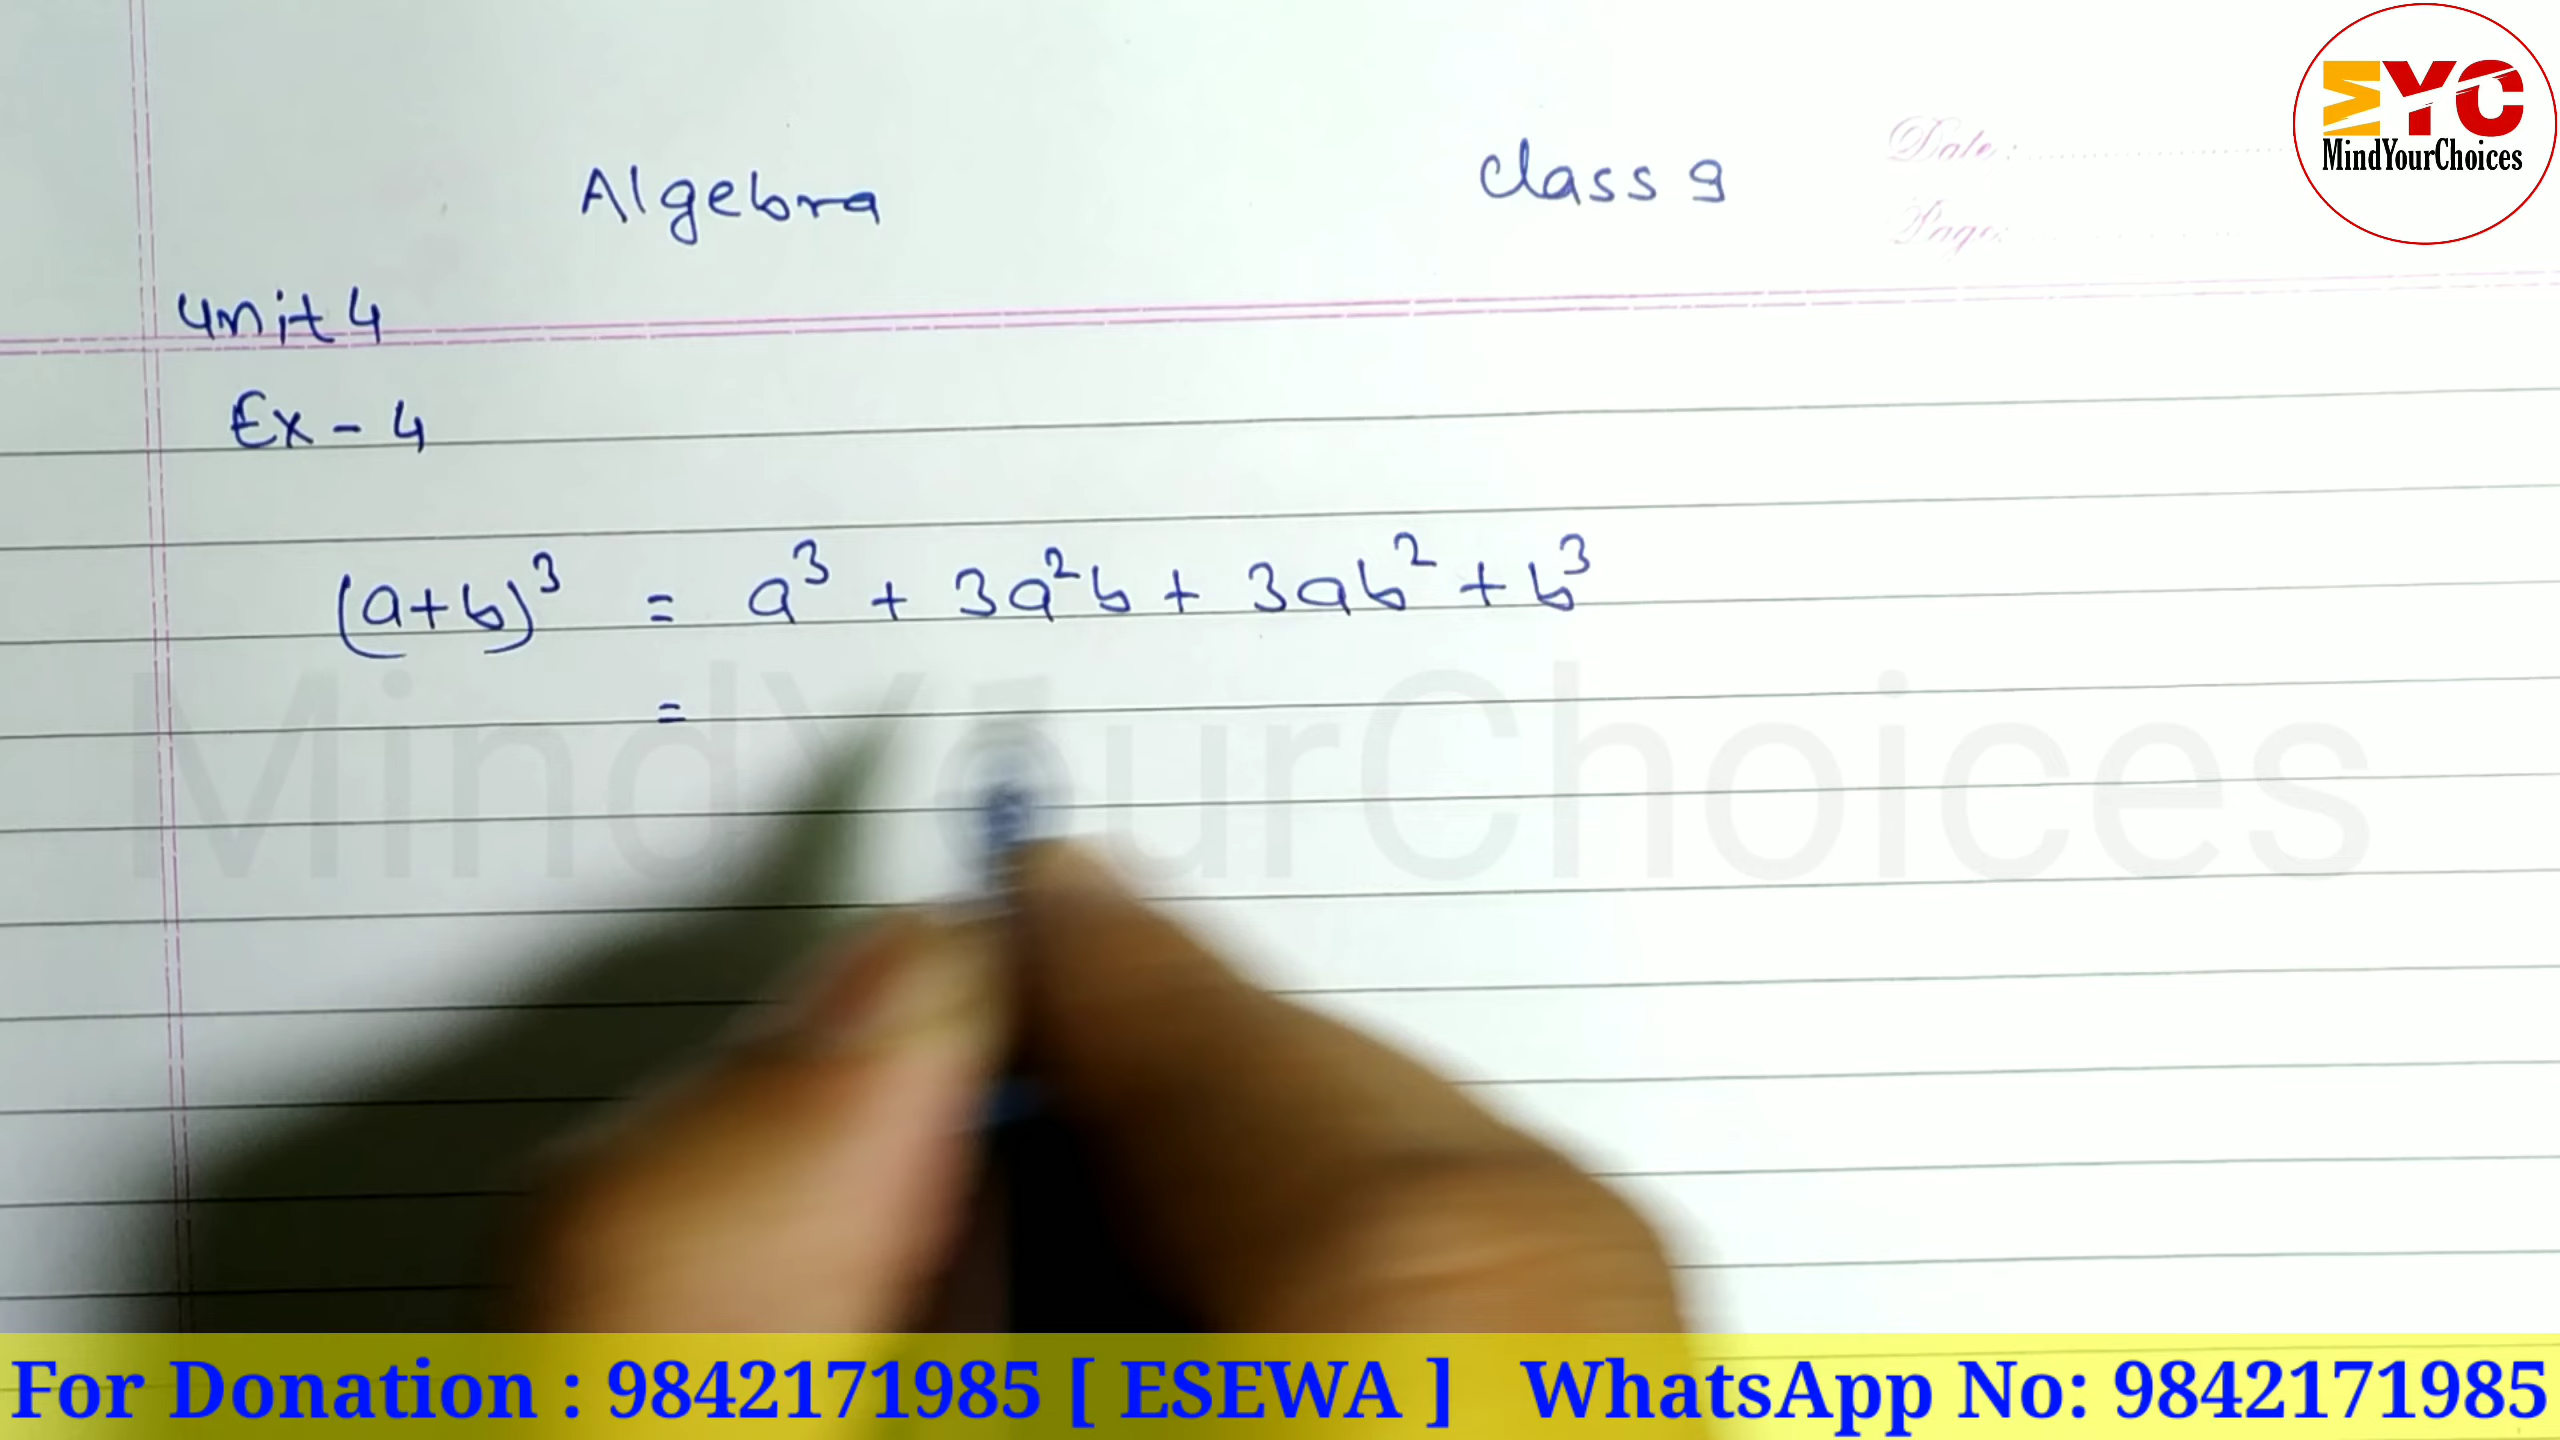 MYC
MindYourChoices
Date :
Page:
Algebra
class 9
Unit 4
Ex - 4
(a+b)³ = a³ + 3a²b + 3ab² + b³
=
MindYourChoices
For Donation : 9842171985 [ ESEWA ] WhatsApp No: 9842171985